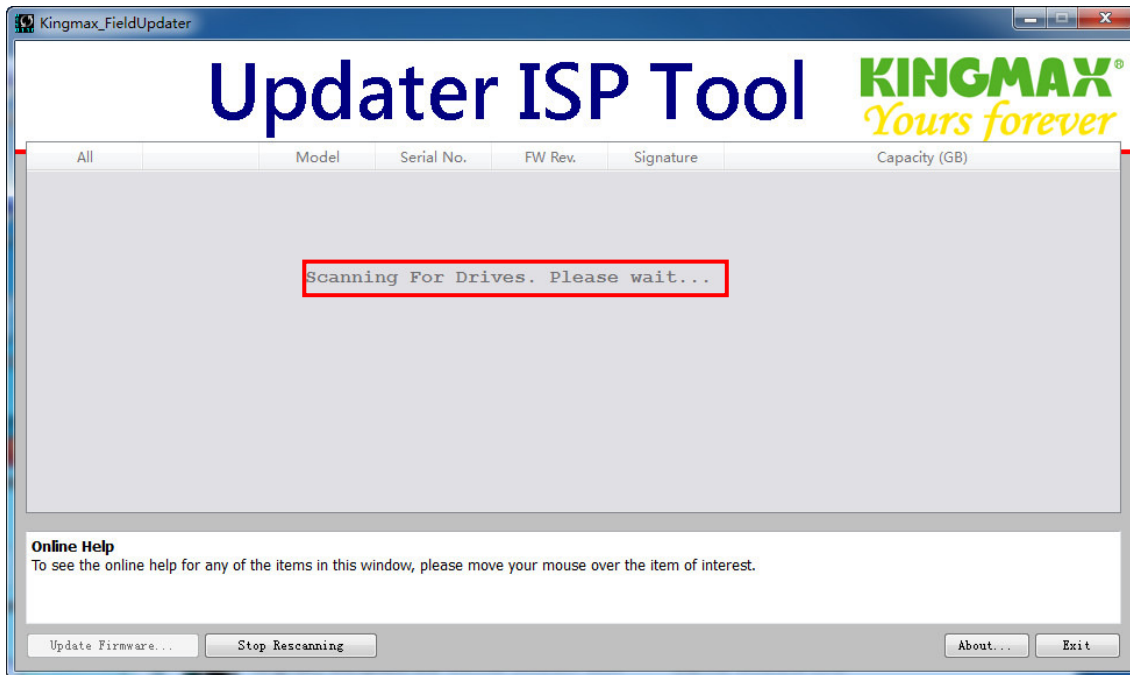 Kingmax_FieldUpdater
Updater ISP Tool
KINGMAX®
Yours forever
All Model Serial No. FW Rev. Signature Capacity (GB)
Scanning For Drives. Please wait...
Online Help
To see the online help for any of the items in this window, please move your mouse over the item of interest.
Update Firmware... Stop Rescanning About... Exit